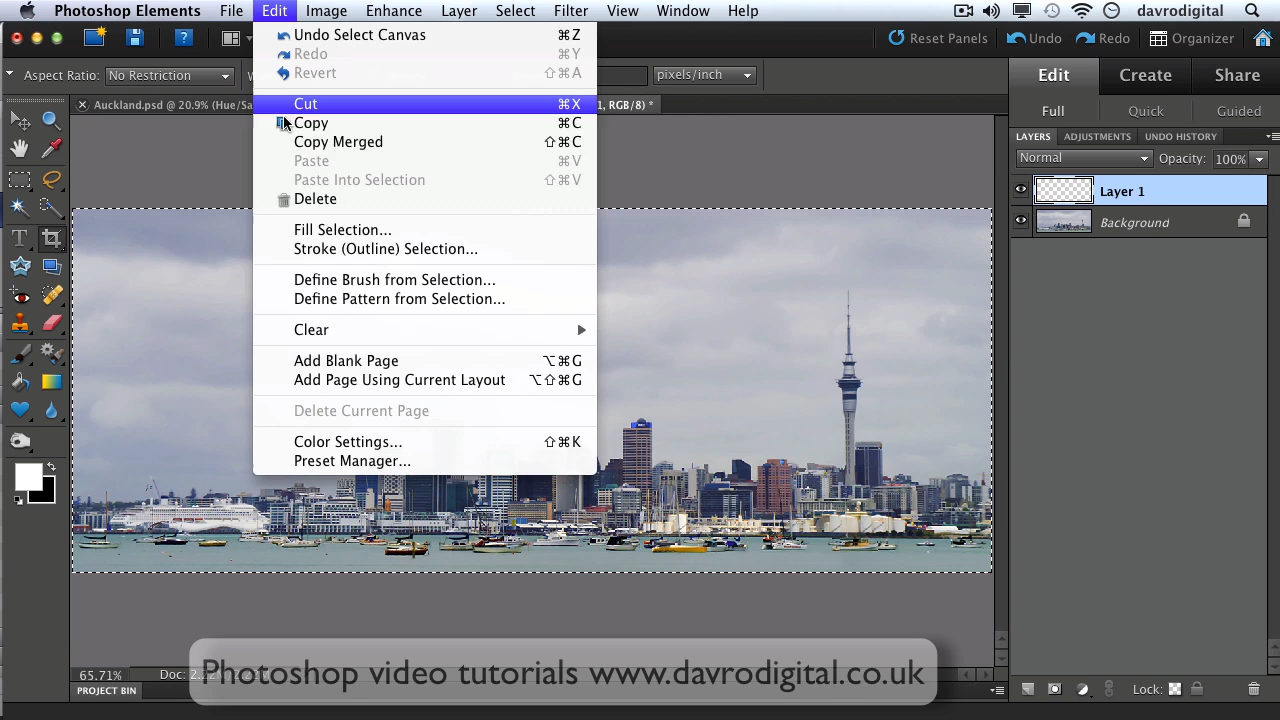 Photoshop Elements File Edit Image Enhance Layer Select Filter View Window Help davrodigital
Reset Panels Undo Redo Organizer
Aspect Ratio: No Restriction pixels/inch
Edit Create Share
Full Quick Guided
Auckland.psd @ 20.9% (Hue/Sa 1, RGB/8) *
LAYERS ADJUSTMENTS UNDO HISTORY
Normal Opacity: 100%
Layer 1
Background
Undo Select Canvas ⌘Z
Redo ⌘Y
Revert ⇧⌘A
Cut ⌘X
Copy ⌘C
Copy Merged ⇧⌘C
Paste ⌘V
Paste Into Selection ⇧⌘V
Delete
Fill Selection...
Stroke (Outline) Selection...
Define Brush from Selection...
Define Pattern from Selection...
Clear
Add Blank Page ⌥⌘G
Add Page Using Current Layout ⌥⇧⌘G
Delete Current Page
Color Settings... ⇧⌘K
Preset Manager...
Photoshop video tutorials www.davrodigital.co.uk
65.71% Doc:
PROJECT BIN
Lock: